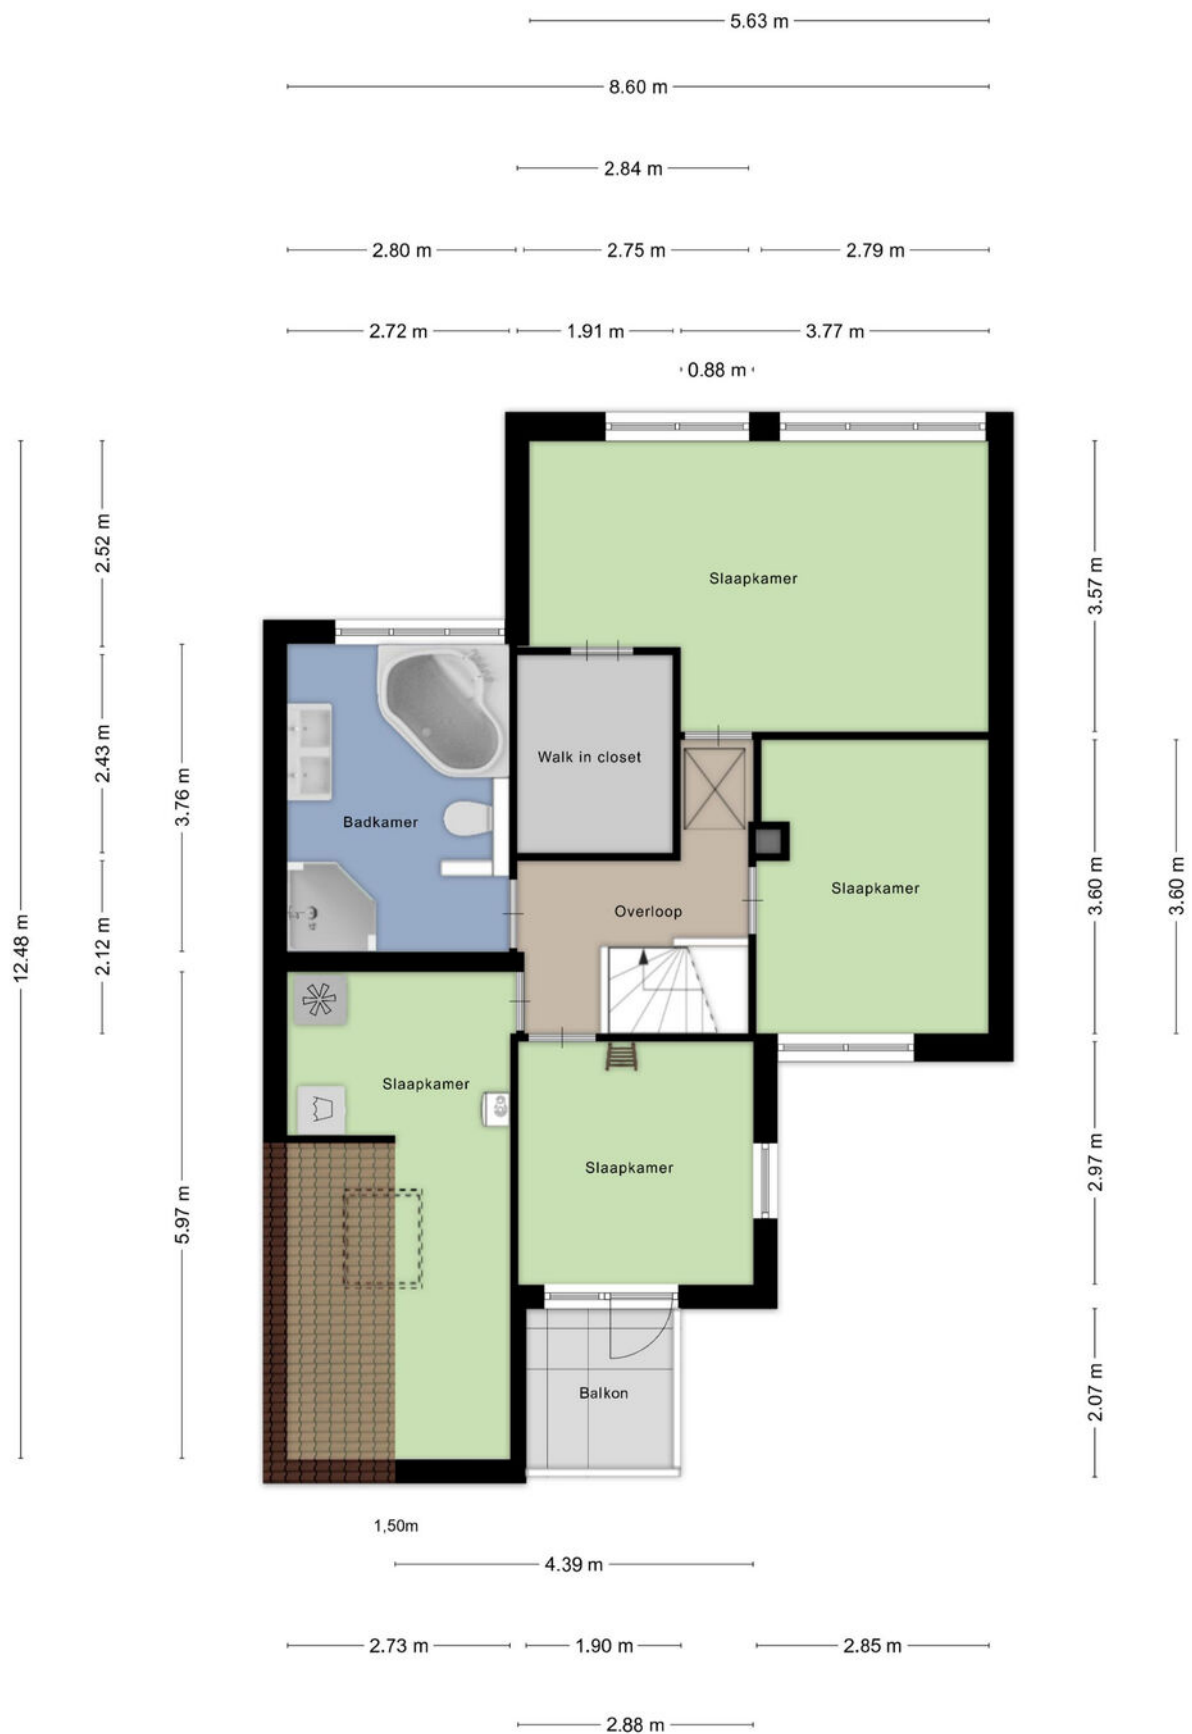 5.63 m
8.60 m
2.84 m
2.80 m
2.75 m
2.79 m
2.72 m
1.91 m
3.77 m
0.88 m
12.48 m
2.52 m
2.43 m
2.12 m
3.76 m
5.97 m
Slaapkamer
Walk in closet
Badkamer
Overloop
Slaapkamer
Slaapkamer
Slaapkamer
Balkon
3.57 m
3.60 m
3.60 m
2.97 m
2.07 m
1,50m
4.39 m
2.73 m
1.90 m
2.85 m
2.88 m